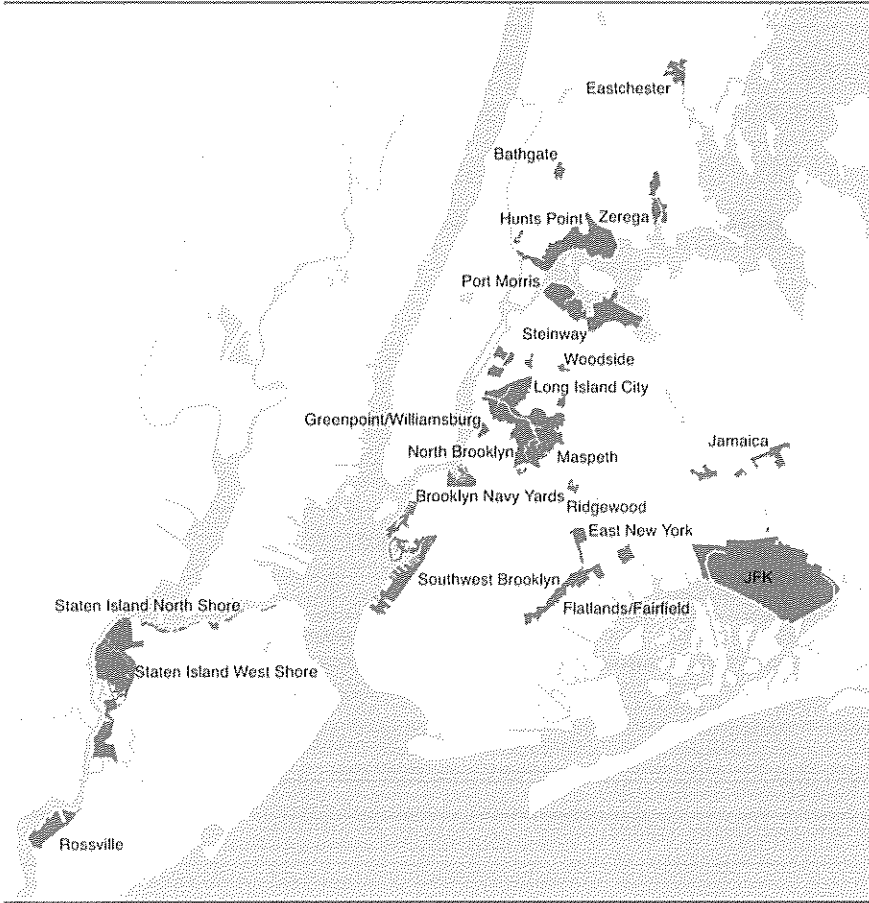 Eastchester
Bathgate
Hunts Point
Zerega
Port Morris
Steinway
Woodside
Long Island City
Greenpoint/Williamsburg
North Brooklyn
Maspeth
Jamaica
Brooklyn Navy Yards
Ridgewood
East New York
Southwest Brooklyn
JFK
Flatlands/Fairfield
Staten Island North Shore
Staten Island West Shore
Rossville